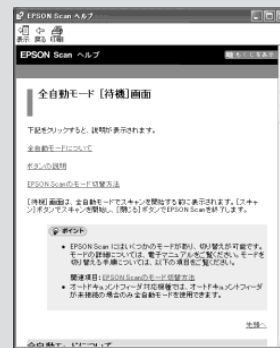 EPSON Scan ヘルプ
表示 戻る 印刷
EPSON Scan ヘルプ
もくじをみる
全自動モード [待機]画面
下記をクリックすると、説明が表示されます。
全自動モードについて
ボタンの説明
EPSON Scanのモード切替方法
[待機]画面は、全自動モードでスキャンを開始する前に表示されます。[スキャ
ン]ボタンでスキャンを開始し、[閉じる]ボタンでEPSON Scanを終了します。
ポイント
• EPSON Scan にはいくつかのモードがあり、切り替えが可能です。
モードの詳細については、電子マニュアルをご覧ください。モードを
切り替える手順については、以下の項目をご覧ください。
関連項目:EPSON Scanのモード切替方法
• オートドキュメントフィーダ対応機種では、オートドキュメントフィーダ
が未接続の場合のみ全自動モードを使用できます。
先頭へ
全自動モードについて